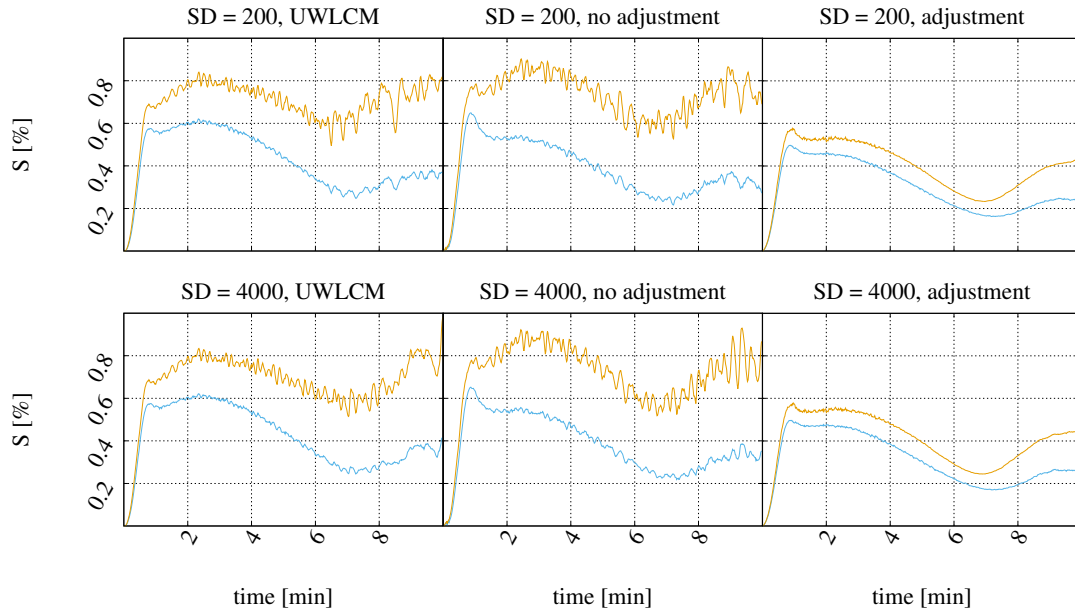 SD = 200, UWLCM SD = 200, no adjustment SD = 200, adjustment
0.8
0.6
S [%]
0.4
0.2
SD = 4000, UWLCM SD = 4000, no adjustment SD = 4000, adjustment
0.8
0.6
S [%]
0.4
0.2
2 4 6 8 2 4 6 8 2 4 6 8
time [min] time [min] time [min]